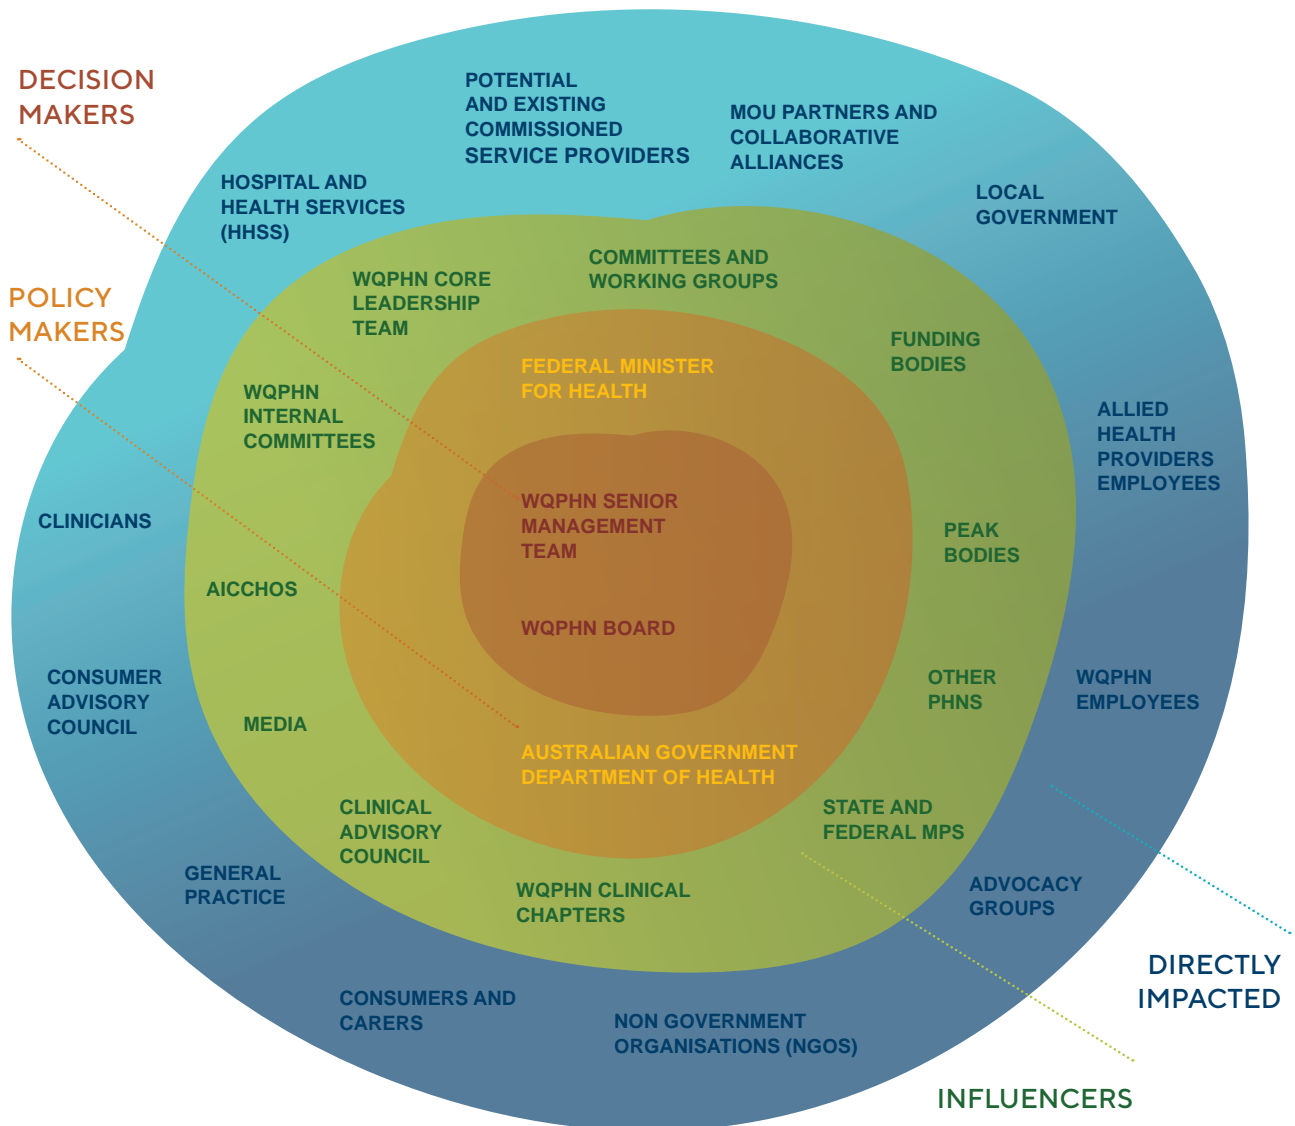 DECISION
MAKERS
POLICY
MAKERS
POTENTIAL
AND EXISTING
COMMISSIONED
SERVICE PROVIDERS
MOU PARTNERS AND
COLLABORATIVE
ALLIANCES
HOSPITAL AND
HEALTH SERVICES
(HHSS)
LOCAL
GOVERNMENT
COMMITTEES AND
WORKING GROUPS
WQPHN CORE
LEADERSHIP
TEAM
FUNDING
BODIES
FEDERAL MINISTER
FOR HEALTH
WQPHN
INTERNAL
COMMITTEES
ALLIED
HEALTH
PROVIDERS
EMPLOYEES
WQPHN SENIOR
MANAGEMENT
TEAM
CLINICIANS
PEAK
BODIES
AICCHOS
WQPHN BOARD
CONSUMER
ADVISORY
COUNCIL
OTHER
PHNS
WQPHN
EMPLOYEES
MEDIA
AUSTRALIAN GOVERNMENT
DEPARTMENT OF HEALTH
CLINICAL
ADVISORY
COUNCIL
STATE AND
FEDERAL MPS
GENERAL
PRACTICE
WQPHN CLINICAL
CHAPTERS
ADVOCACY
GROUPS
DIRECTLY
IMPACTED
CONSUMERS AND
CARERS
NON GOVERNMENT
ORGANISATIONS (NGOS)
INFLUENCERS